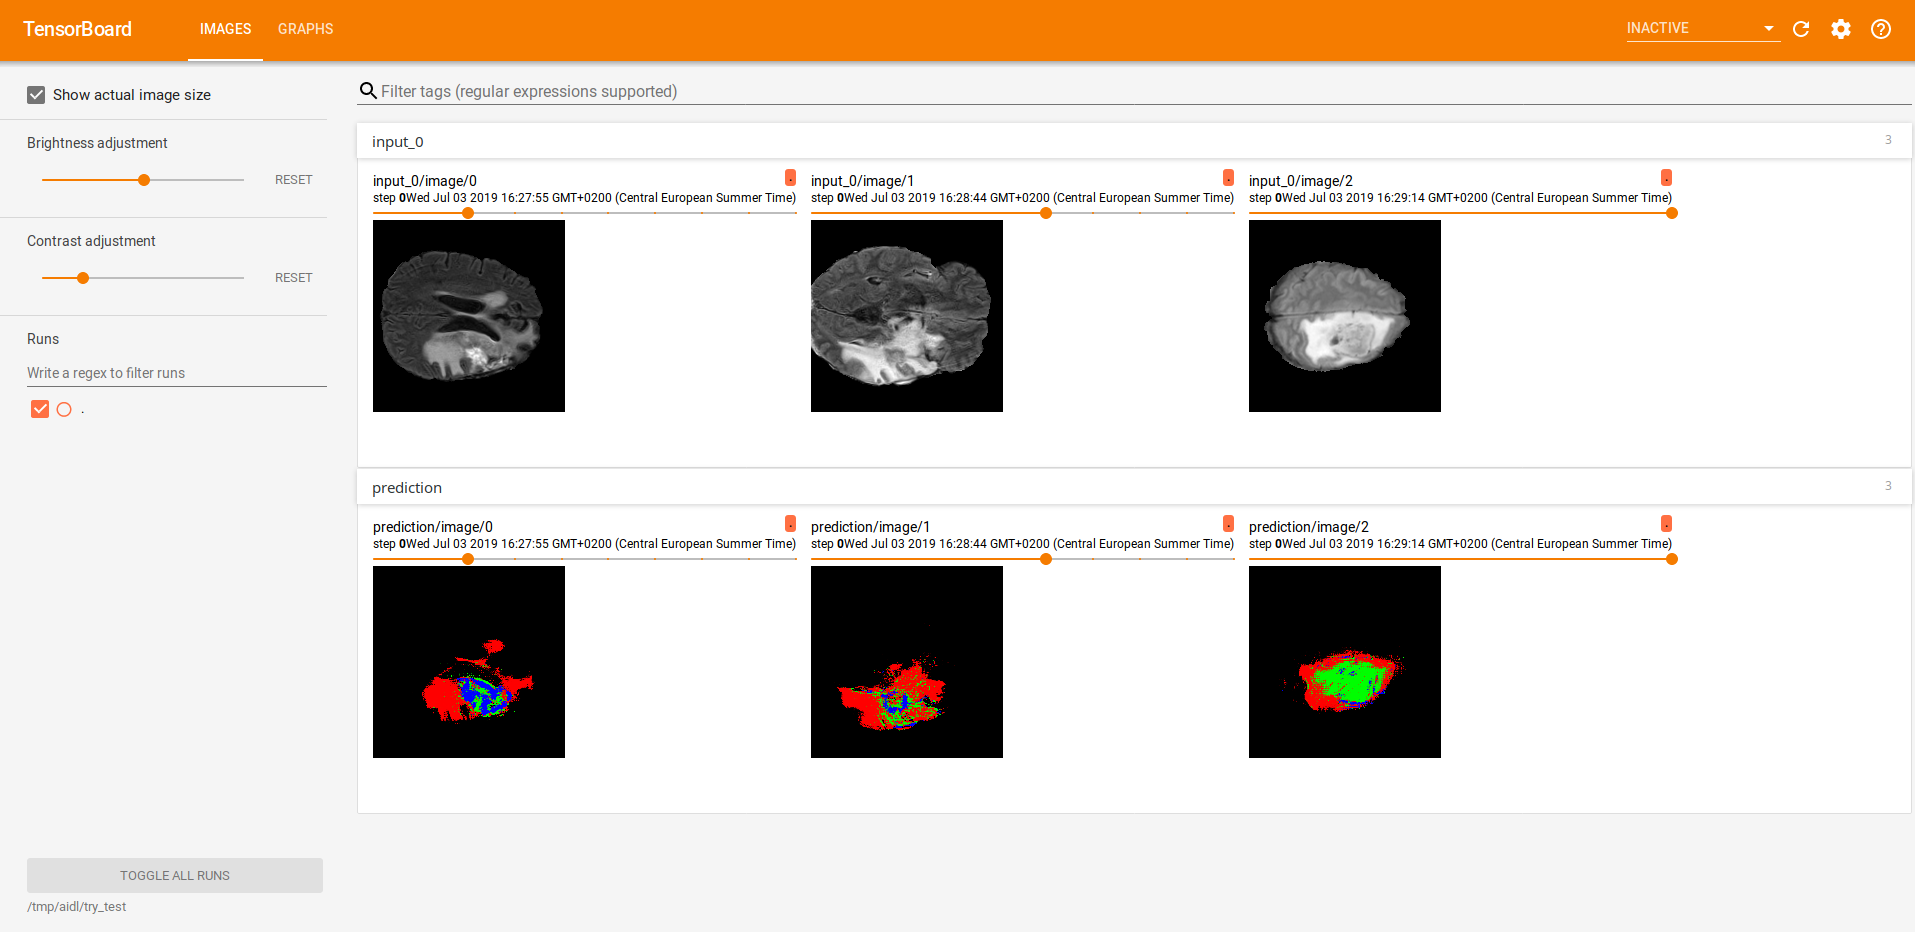 TensorBoard IMAGES GRAPHS INACTIVE
Show actual image size
Brightness adjustment
RESET
Contrast adjustment
RESET
Runs
Write a regex to filter runs
.
TOGGLE ALL RUNS
/tmp/aidl/try_test
Filter tags (regular expressions supported)
input_0 3
input_0/image/0 .
step 0Wed Jul 03 2019 16:27:55 GMT+0200 (Central European Summer Time)
input_0/image/1 .
step 0Wed Jul 03 2019 16:28:44 GMT+0200 (Central European Summer Time)
input_0/image/2 .
step 0Wed Jul 03 2019 16:29:14 GMT+0200 (Central European Summer Time)
prediction 3
prediction/image/0 .
step 0Wed Jul 03 2019 16:27:55 GMT+0200 (Central European Summer Time)
prediction/image/1 .
step 0Wed Jul 03 2019 16:28:44 GMT+0200 (Central European Summer Time)
prediction/image/2 .
step 0Wed Jul 03 2019 16:29:14 GMT+0200 (Central European Summer Time)